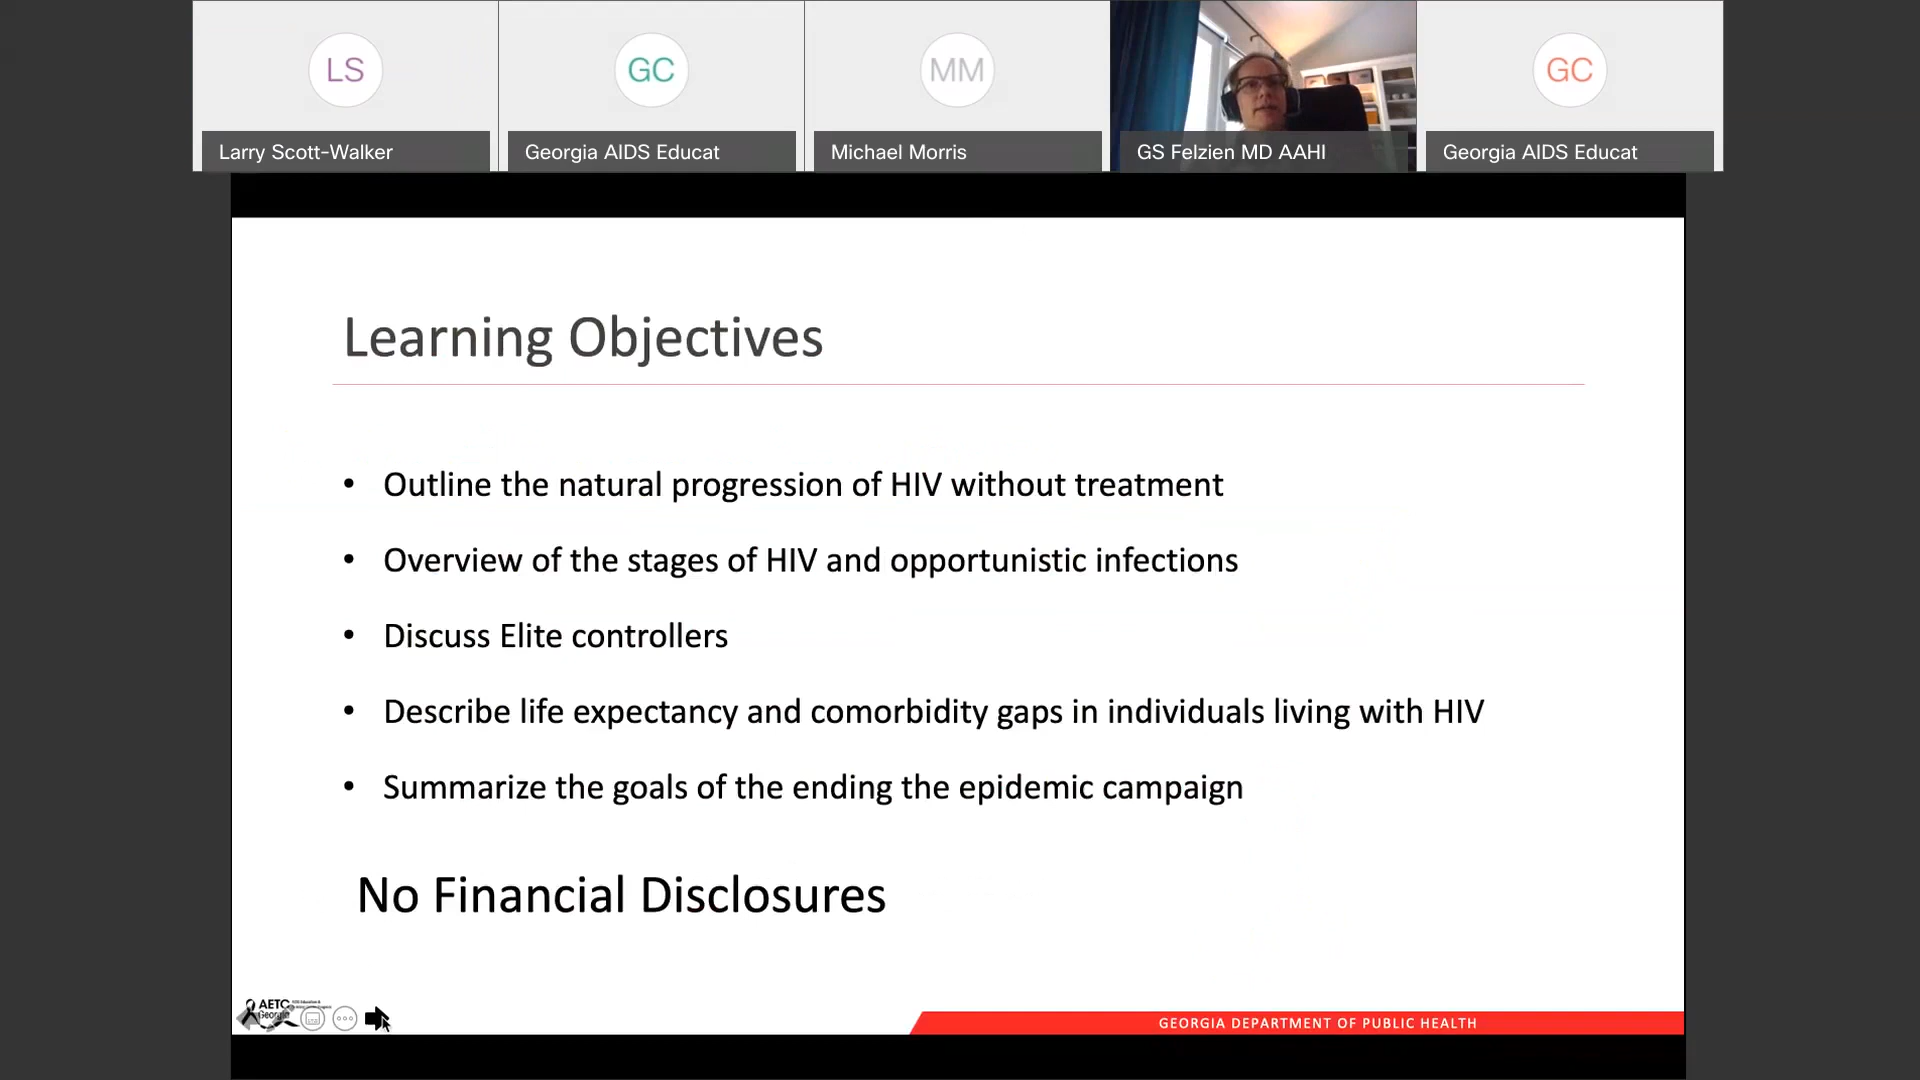 LS
GC
MM
GC
Larry Scott-Walker
Georgia AIDS Educat
Michael Morris
GS Felzien MD AAHI
Georgia AIDS Educat
Learning Objectives
• Outline the natural progression of HIV without treatment
• Overview of the stages of HIV and opportunistic infections
• Discuss Elite controllers
• Describe life expectancy and comorbidity gaps in individuals living with HIV
• Summarize the goals of the ending the epidemic campaign
No Financial Disclosures
AETC
Georgia
GEORGIA DEPARTMENT OF PUBLIC HEALTH